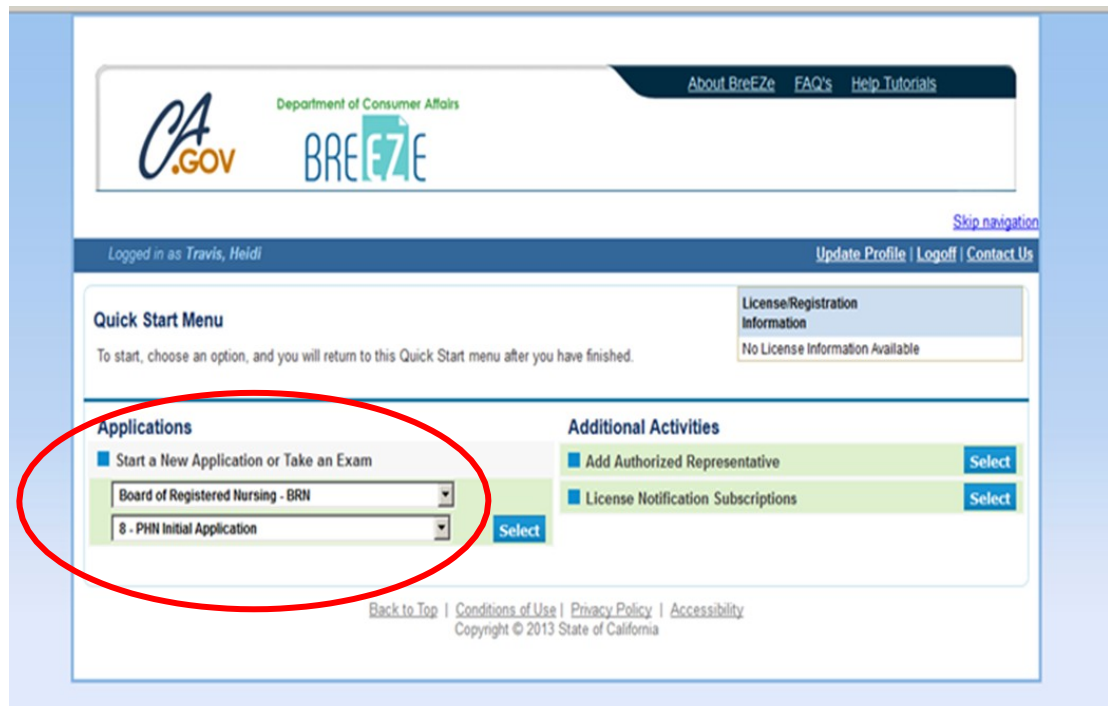 About BreEZe FAQ's Help Tutorials
CA.GOV
Department of Consumer Affairs
BREEZE
Skip navigation
Logged in as Travis, Heidi
Update Profile | Logoff | Contact Us
Quick Start Menu
To start, choose an option, and you will return to this Quick Start menu after you have finished.
License/Registration
Information
No License Information Available
Applications
Start a New Application or Take an Exam
Board of Registered Nursing - BRN
8 - PHN Initial Application
Select
Additional Activities
Add Authorized Representative Select
License Notification Subscriptions Select
Back to Top | Conditions of Use | Privacy Policy | Accessibility
Copyright © 2013 State of California